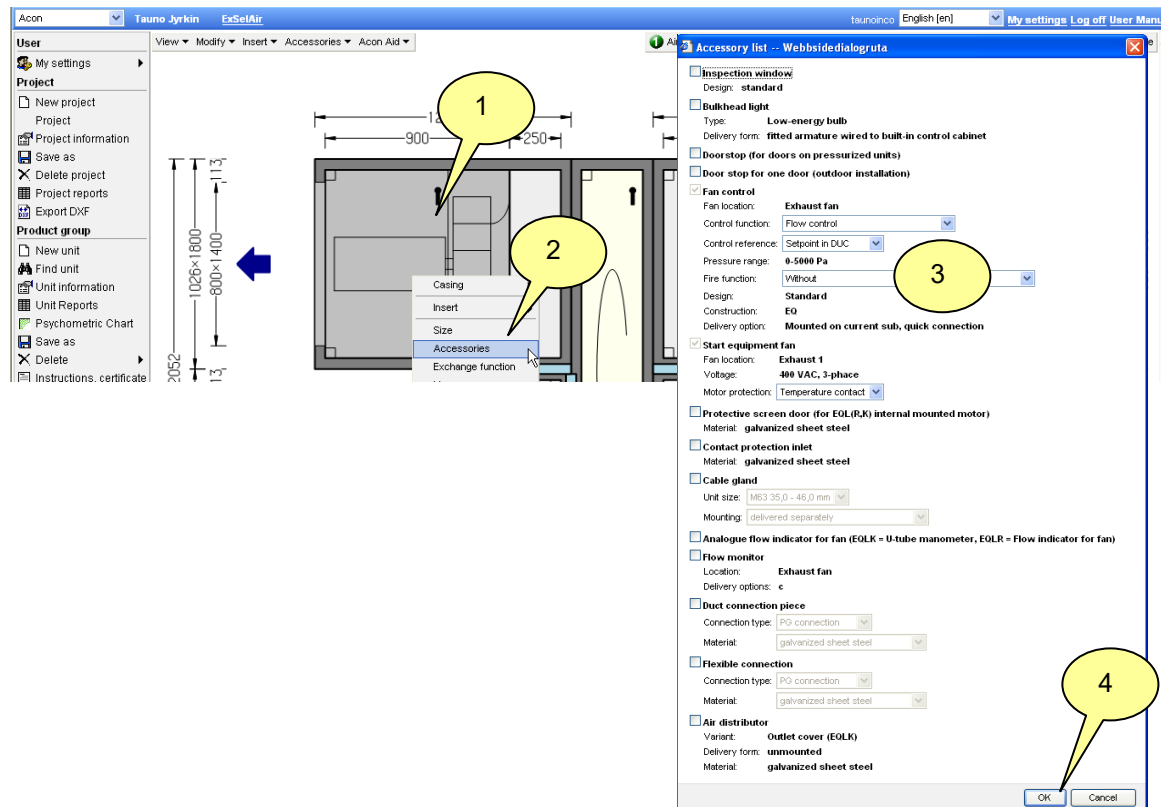 Acon Tauno Jyrkin ExSelAir taunoinco English [en] My settings Log off User Manu
User
My settings
Project
New project
Project
Project information
Save as
Delete project
Project reports
Export DXF
Product group
New unit
Find unit
Unit information
Unit Reports
Psychometric Chart
Save as
Delete
Instructions, certificate
View Modify Insert Accessories Acon Aid
1
900
250
113
1026×1800
800×1400
2052
113
1
2
Casing
Insert
Size
Accessories
Exchange function
Accessory list -- Webbsidedialogruta
Inspection window
Design: standard
Bulkhead light
Type: Low-energy bulb
Delivery form: fitted armature wired to built-in control cabinet
Doorstop (for doors on pressurized units)
Door stop for one door (outdoor installation)
Fan control
Fan location: Exhaust fan
Control function: Flow control
Control reference: Setpoint in DUC
Pressure range: 0-5000 Pa
3
Fire function: Without
Design: Standard
Construction: EQ
Delivery option: Mounted on current sub, quick connection
Start equipment fan
Fan location: Exhaust 1
Voltage: 400 VAC, 3-phace
Motor protection: Temperature contact
Protective screen door (for EQL(R,K) internal mounted motor)
Material: galvanized sheet steel
Contact protection inlet
Material: galvanized sheet steel
Cable gland
Unit size: M63 35,0 - 46,0 mm
Mounting: delivered separately
Analogue flow indicator for fan (EQLK = U-tube manometer, EQLR = Flow indicator for fan)
Flow monitor
Location: Exhaust fan
Delivery options: c
Duct connection piece
Connection type: PG connection
Material: galvanized sheet steel
Flexible connection
Connection type: PG connection
Material: galvanized sheet steel
4
Air distributor
Variant: Outlet cover (EQLK)
Delivery form: unmounted
Material: galvanized sheet steel
OK Cancel